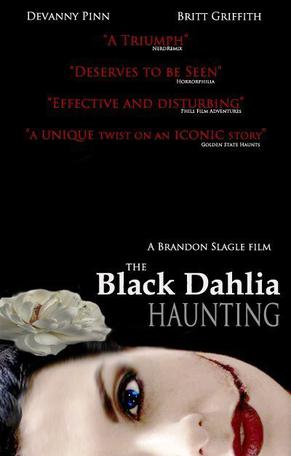 DEVANNY PINN BRITT GRIFFITH
"A TRIUMPH"
NERDREMIX
"DESERVES TO BE SEEN"
HORRORPHILIA
"EFFECTIVE AND DISTURBING"
PHILS FILM ADVENTURES
"A UNIQUE TWIST ON AN ICONIC STORY"
GOLDEN STATE HAUNTS
A BRANDON SLAGLE FILM
THE
Black Dahlia
HAUNTING